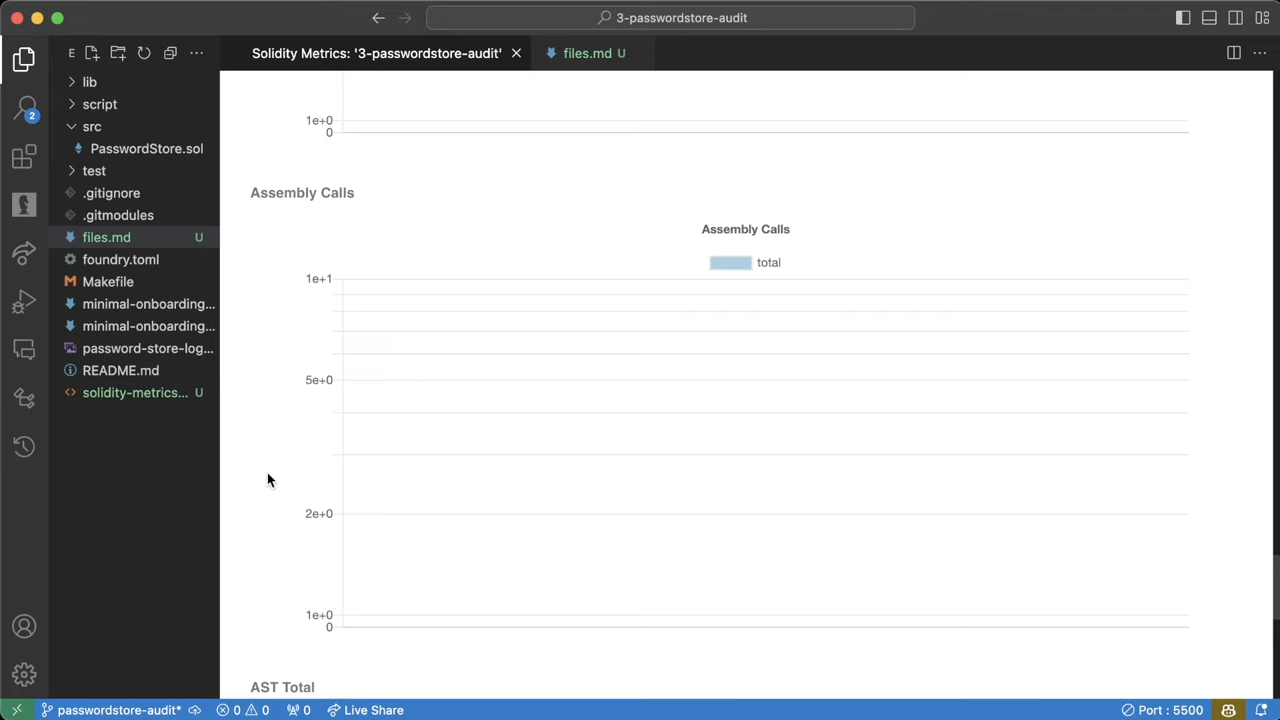 3-passwordstore-audit
E
Solidity Metrics: '3-passwordstore-audit'
files.md U
2
lib
script
src
PasswordStore.sol
test
.gitignore
.gitmodules
files.md U
foundry.toml
Makefile
minimal-onboarding...
minimal-onboarding...
password-store-log...
README.md
solidity-metrics... U
1e+0
0
Assembly Calls
Assembly Calls
total
1e+1
5e+0
2e+0
1e+0
0
AST Total
passwordstore-audit* 0 0 0 Live Share Port : 5500